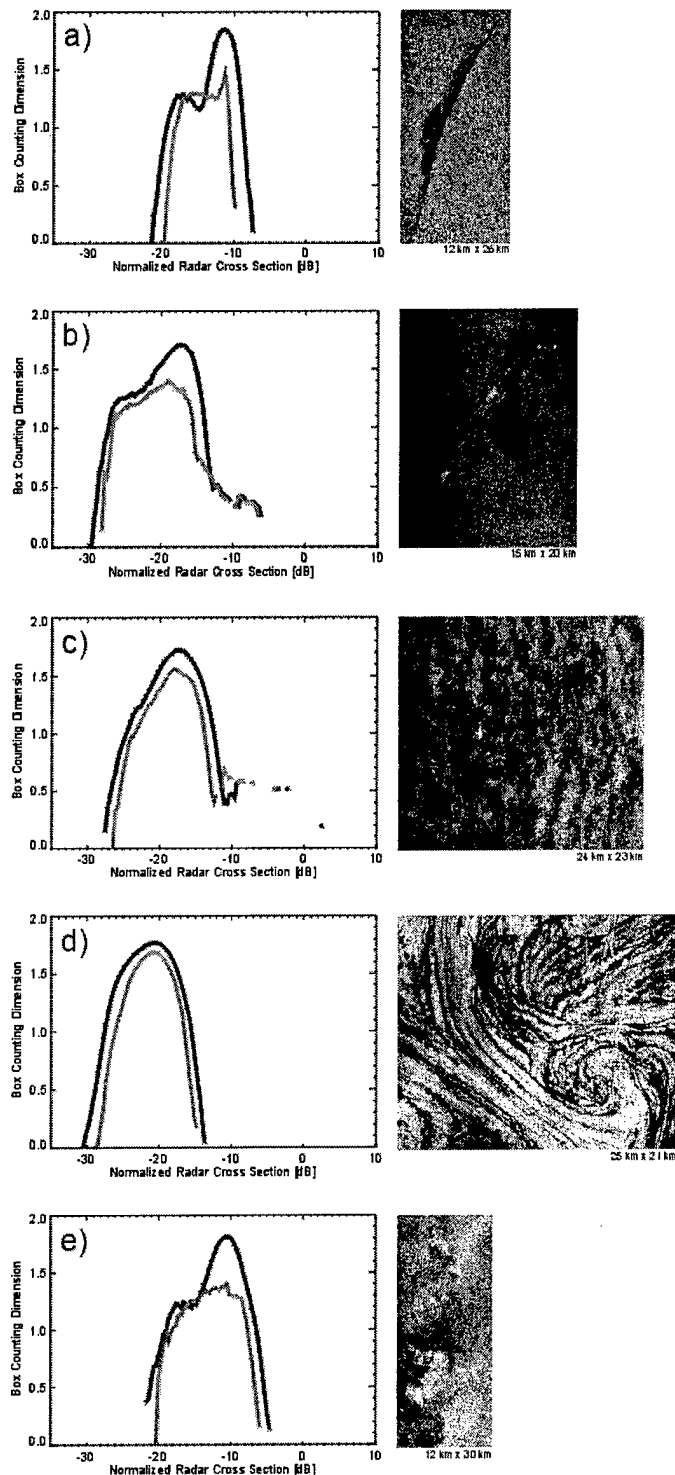 a)
Box Counting Dimension
2.0
1.5
1.0
0.5
0.0
-30 -20 -10 0 10
Normalized Radar Cross Section [dB]
12 km x 26 km
b)
Box Counting Dimension
2.0
1.5
1.0
0.5
0.0
-30 -20 -10 0 10
Normalized Radar Cross Section [dB]
15 km x 20 km
c)
Box Counting Dimension
2.0
1.5
1.0
0.5
0.0
-30 -20 -10 0 10
Normalized Radar Cross Section [dB]
24 km x 23 km
d)
Box Counting Dimension
2.0
1.5
1.0
0.5
0.0
-30 -20 -10 0 10
Normalized Radar Cross Section [dB]
25 km x 21 km
e)
Box Counting Dimension
2.0
1.5
1.0
0.5
0.0
-30 -20 -10 0 10
Normalized Radar Cross Section [dB]
12 km x 30 km